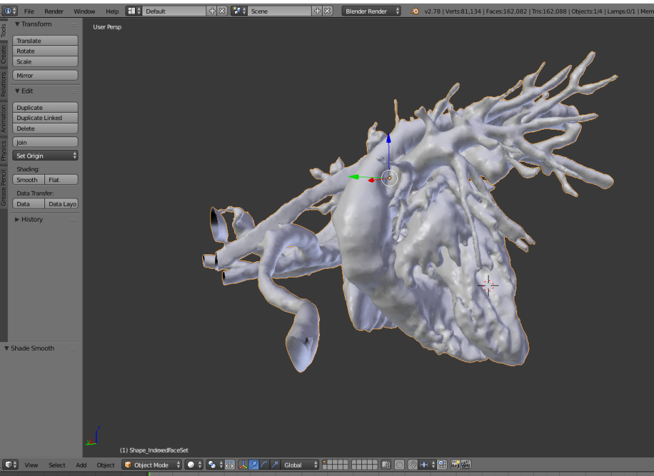 File Render Window Help Default Scene Blender Render v2.78 | Verts:81,134 | Faces:162,082 | Tris:162,088 | Objects:1/4 | Lamps:0/1 |
Tools
Create
Relations
Animation
Physics
Grease Pencil
Transform
Translate
Rotate
Scale
Mirror
Edit
Duplicate
Duplicate Linked
Delete
Join
Set Origin
Shading:
Smooth Flat
Data Transfer:
Data Data Layo
History
Shade Smooth
User Persp
(1) Shape_IndexedFaceSet
View Select Add Object Object Mode Global